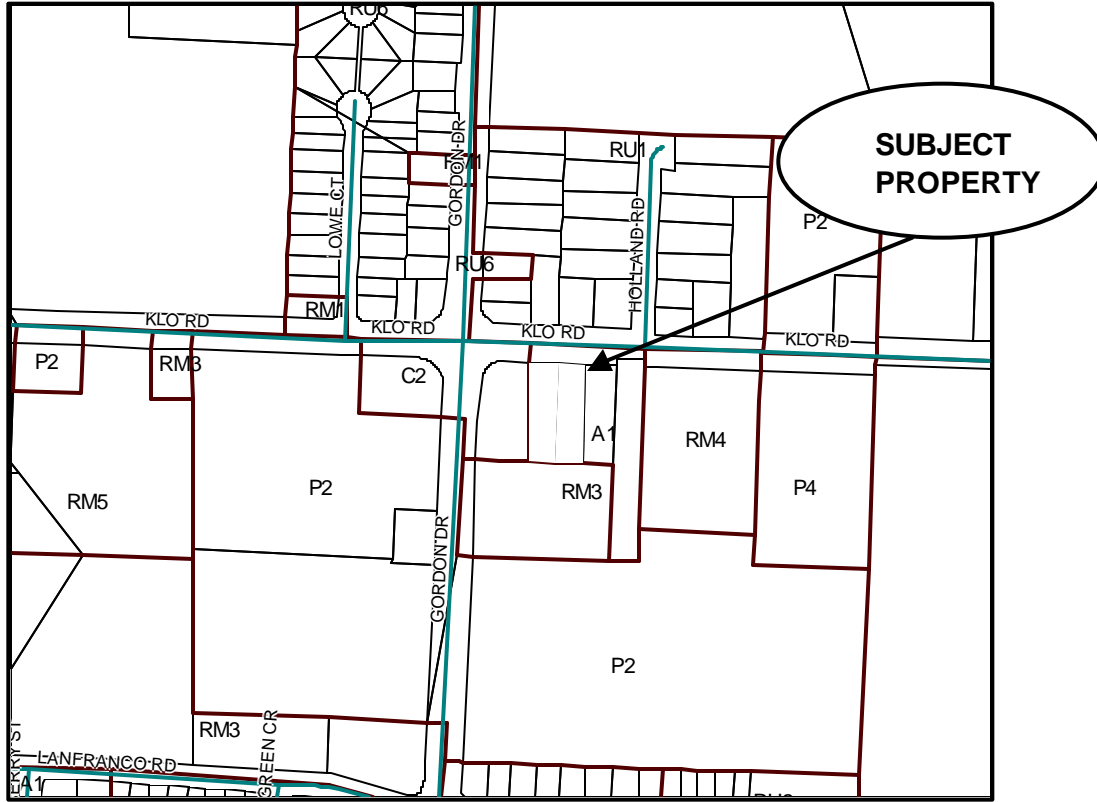 RU6
SUBJECT
PROPERTY
RU1
LOWE CT
GORDON DR
HOLLAND RD
P2
RU6
RM1
KLO RD
KLO RD
KLO RD
KLO RD
P2
RM3
C2
A1
RM4
RM5
P2
RM3
P4
GORDON DR
P2
RM3
GREEN CR
LANFRANCO RD
A1